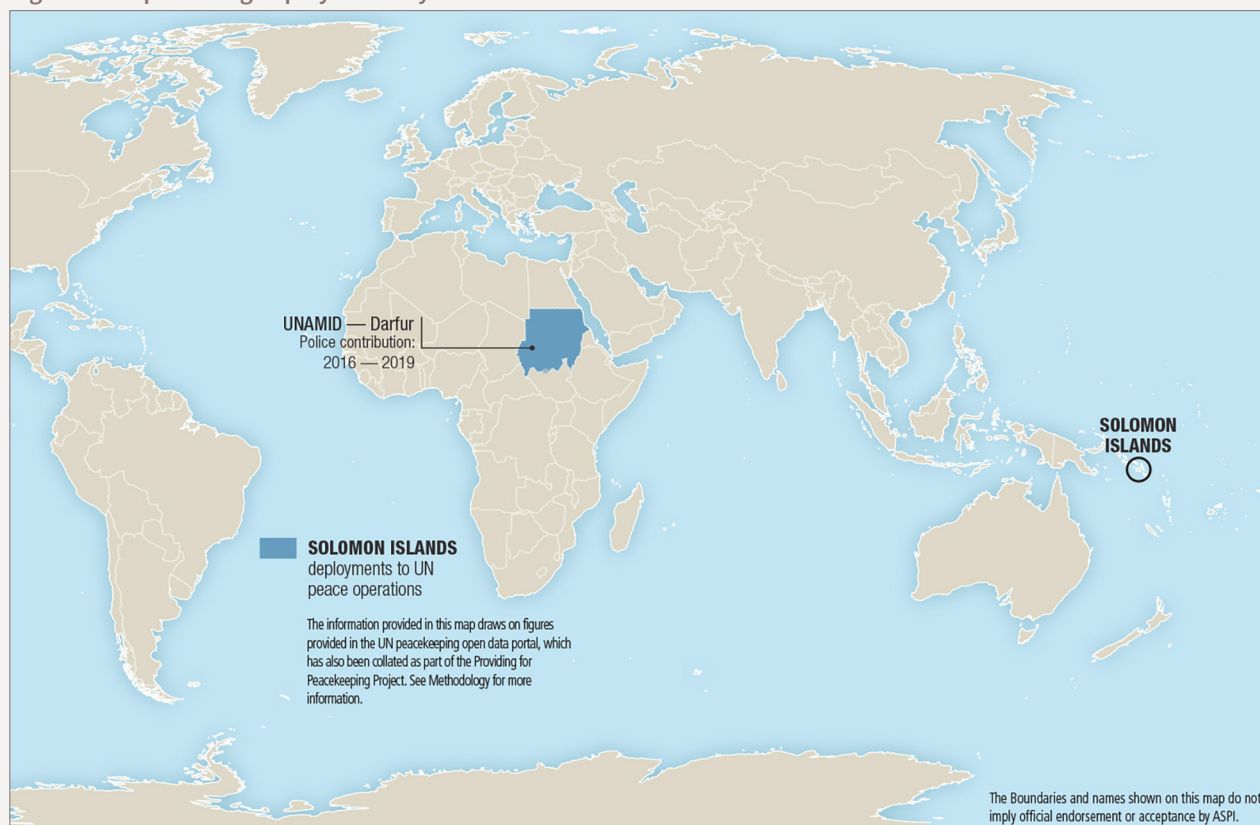 UNAMID — Darfur
Police contribution:
2016 — 2019
SOLOMON
ISLANDS
SOLOMON ISLANDS
deployments to UN
peace operations
The information provided in this map draws on figures
provided in the UN peacekeeping open data portal, which
has also been collated as part of the Providing for
Peacekeeping Project. See Methodology for more
information.
The Boundaries and names shown on this map do not
imply official endorsement or acceptance by ASPI.